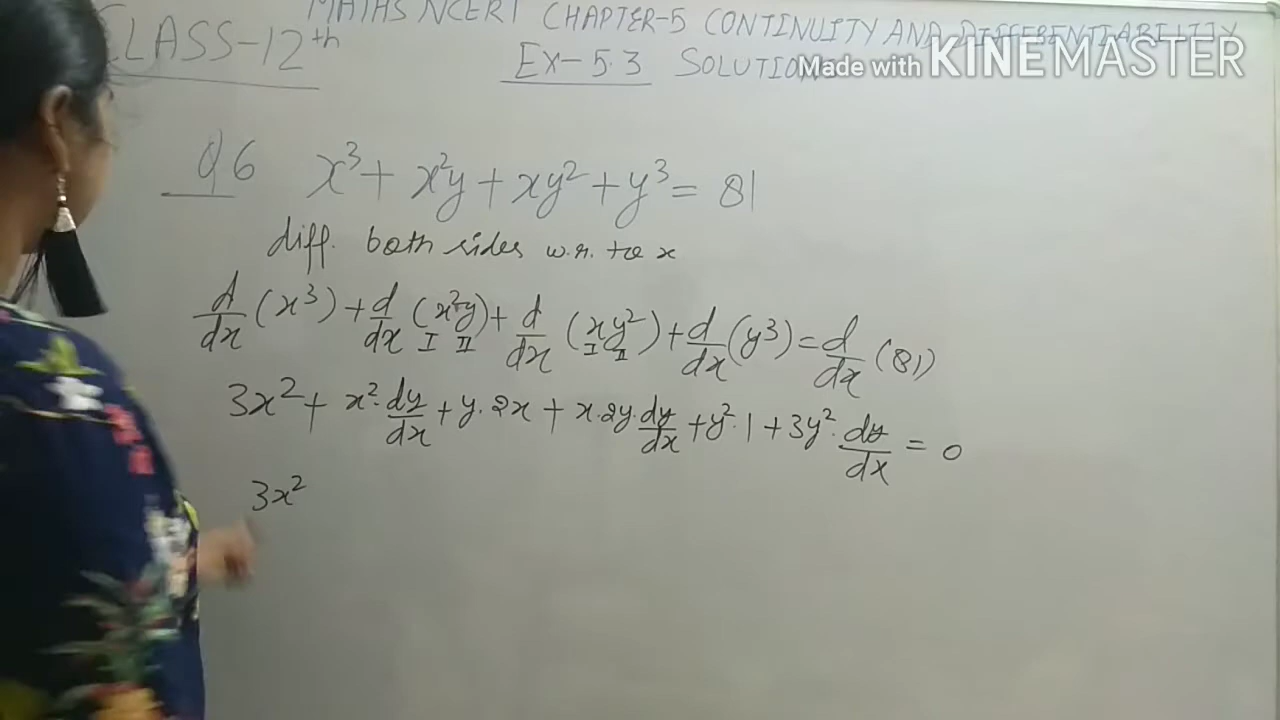 CLASS-12th
MATHS NCERT CHAPTER-5 CONTINUITY AND DIFFERENTIABILITY
EX-5.3 SOLUTION
Made with KINEMASTER
Q6 x³ + x²y + xy² + y³ = 81
diff. both sides w.r. to x
d/dx (x³) + d/dx (x²y) + d/dx (xy²) + d/dx (y³) = d/dx (81)
I II I II
3x² + x²·dy/dx + y·2x + x·2y·dy/dx + y²·1 + 3y²·dy/dx = 0
3x²